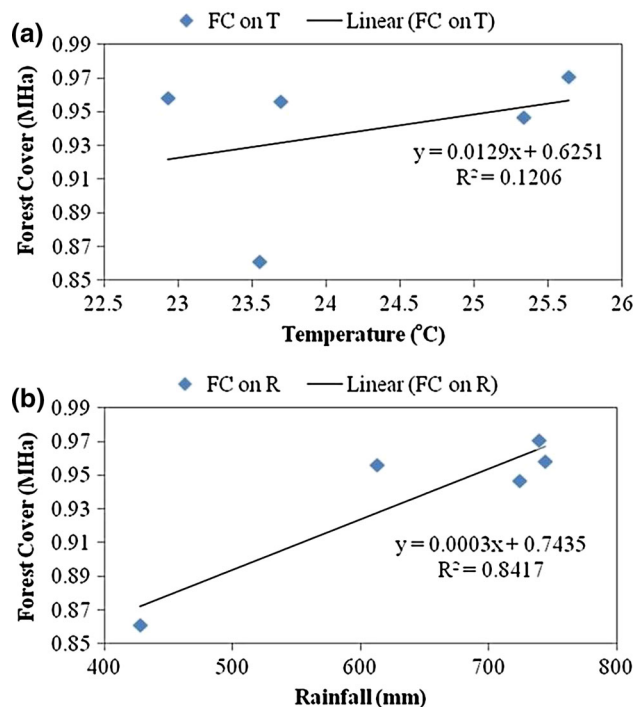 (a)
FC on T
Linear (FC on T)
Forest Cover (MHa)
0.99
0.97
0.95
0.93
0.91
0.89
0.87
0.85
y = 0.0129x + 0.6251
R² = 0.1206
22.5 23 23.5 24 24.5 25 25.5 26
Temperature (°C)
(b)
FC on R
Linear (FC on R)
Forest Cover (MHa)
0.99
0.97
0.95
0.93
0.91
0.89
0.87
0.85
y = 0.0003x + 0.7435
R² = 0.8417
400 500 600 700 800
Rainfall (mm)